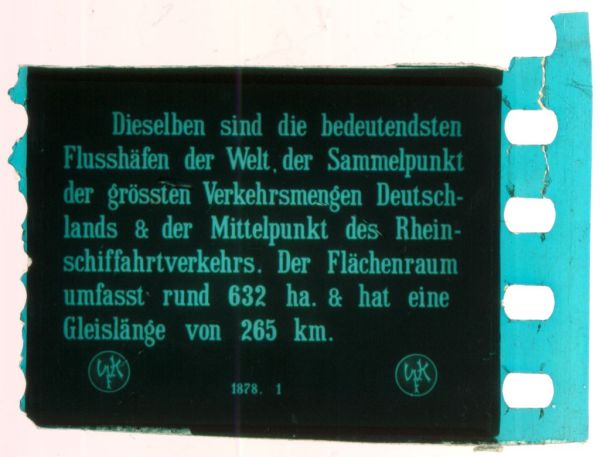 Dieselben sind die bedeutendsten
Flusshäfen der Welt, der Sammelpunkt
der grössten Verkehrsmengen Deutsch-
lands & der Mittelpunkt des Rhein-
schiffahrtverkehrs. Der Flächenraum
umfasst rund 632 ha. & hat eine
Gleislänge von 265 km.
1878. 1